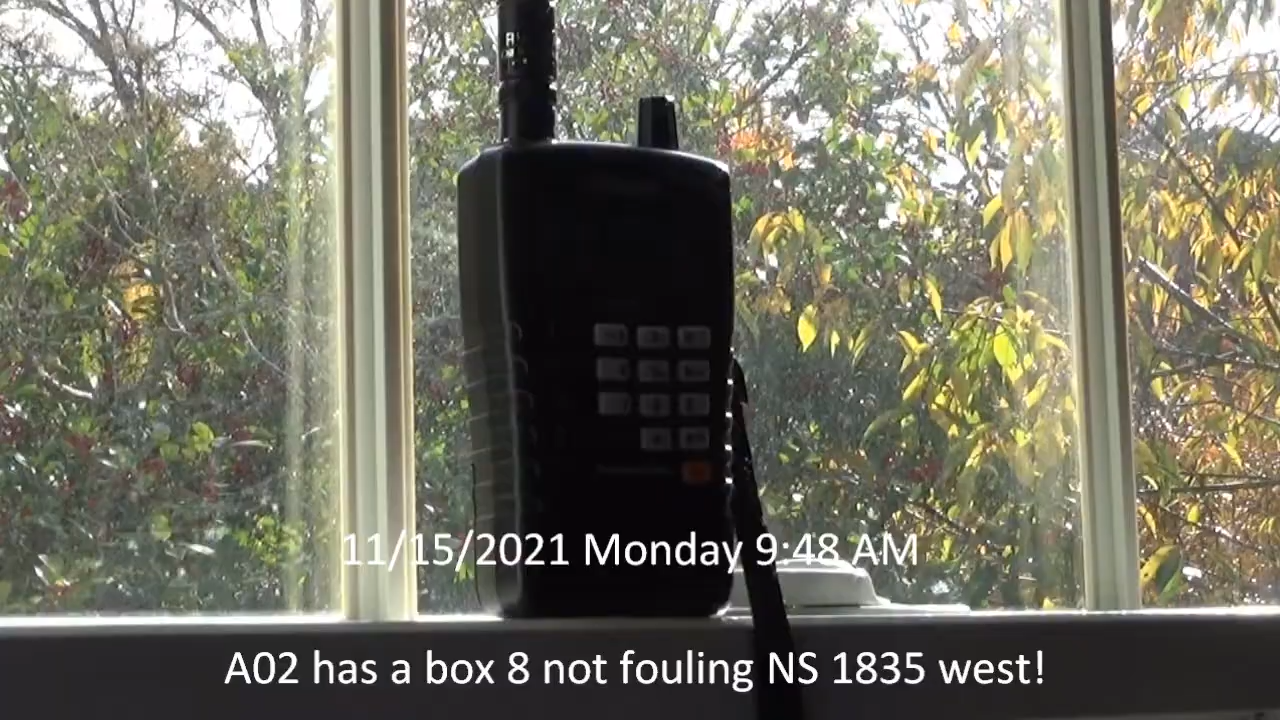 11/15/2021 Monday 9:48 AM
A02 has a box 8 not fouling NS 1835 west!